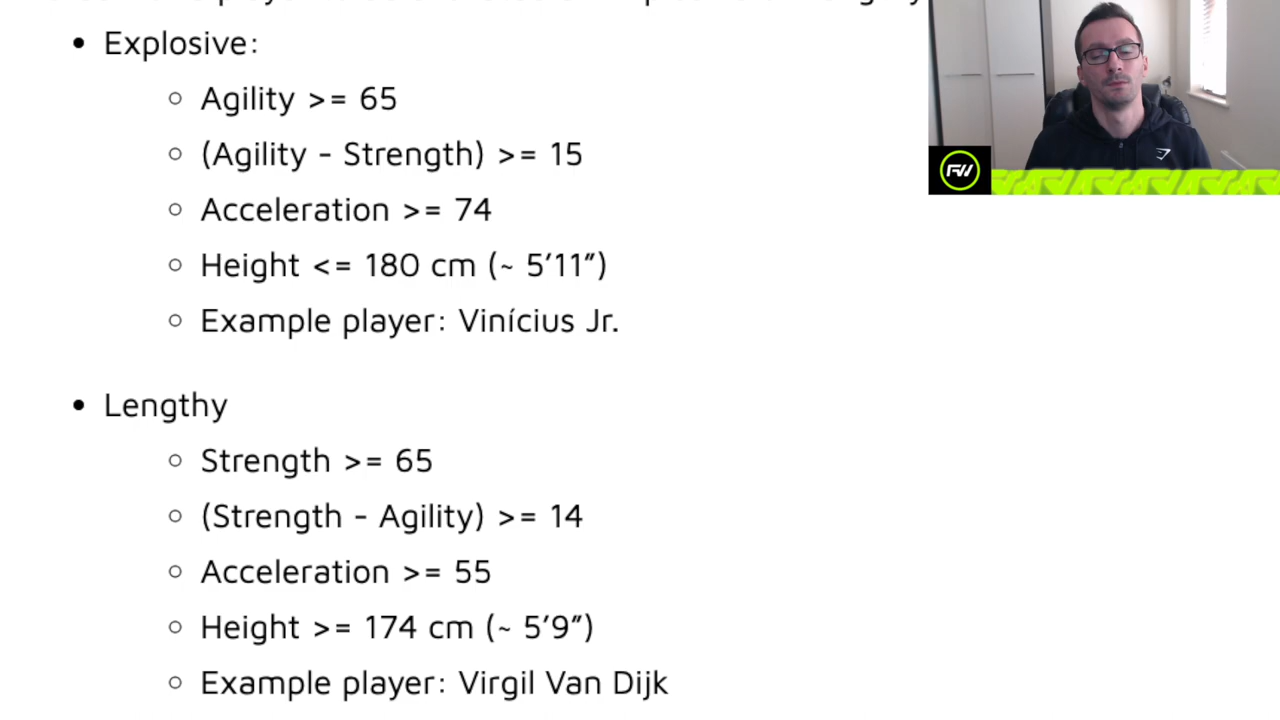 Explosive:
Agility >= 65
(Agility - Strength) >= 15
Acceleration >= 74
Height <= 180 cm (~ 5'11”)
Example player: Vinícius Jr.
Lengthy
Strength >= 65
(Strength - Agility) >= 14
Acceleration >= 55
Height >= 174 cm (~ 5'9”)
Example player: Virgil Van Dijk